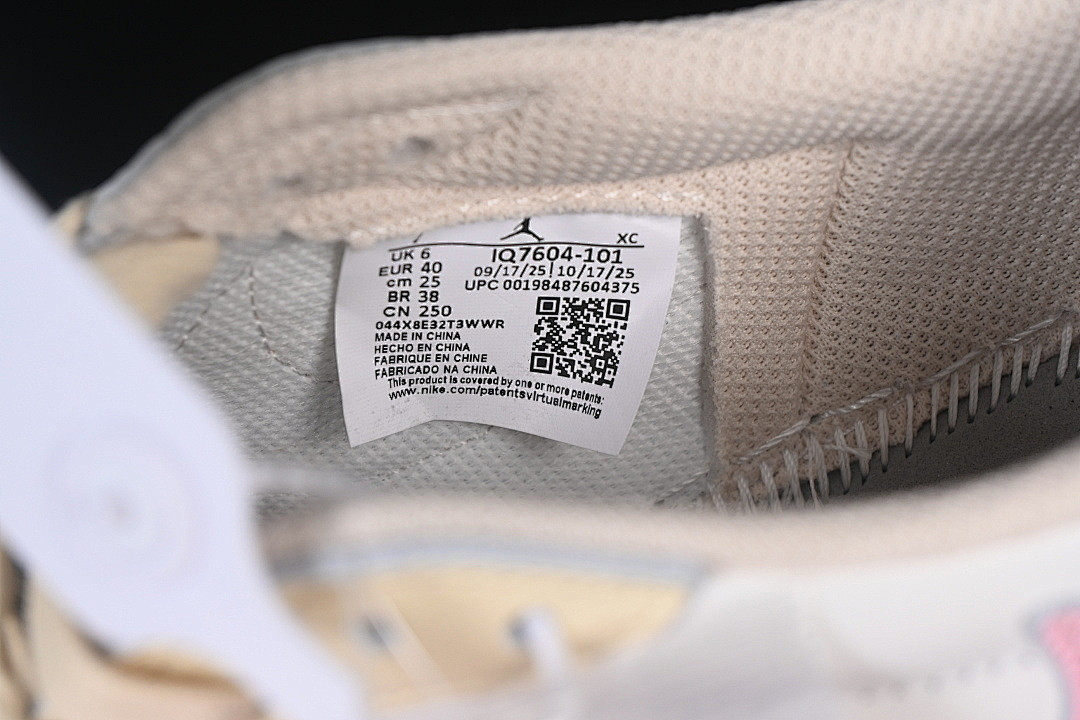 XC
UK 6
IQ7604-101
EUR 40
09/17/25|10/17/25
cm 25
UPC 00198487604375
BR 38
CN 250
044X8E32T3WWR
MADE IN CHINA
HECHO EN CHINA
FABRIQUE EN CHINE
FABRICADO NA CHINA
This product is covered by one or more patents:
www.nike.com/patentsvirtualmarking